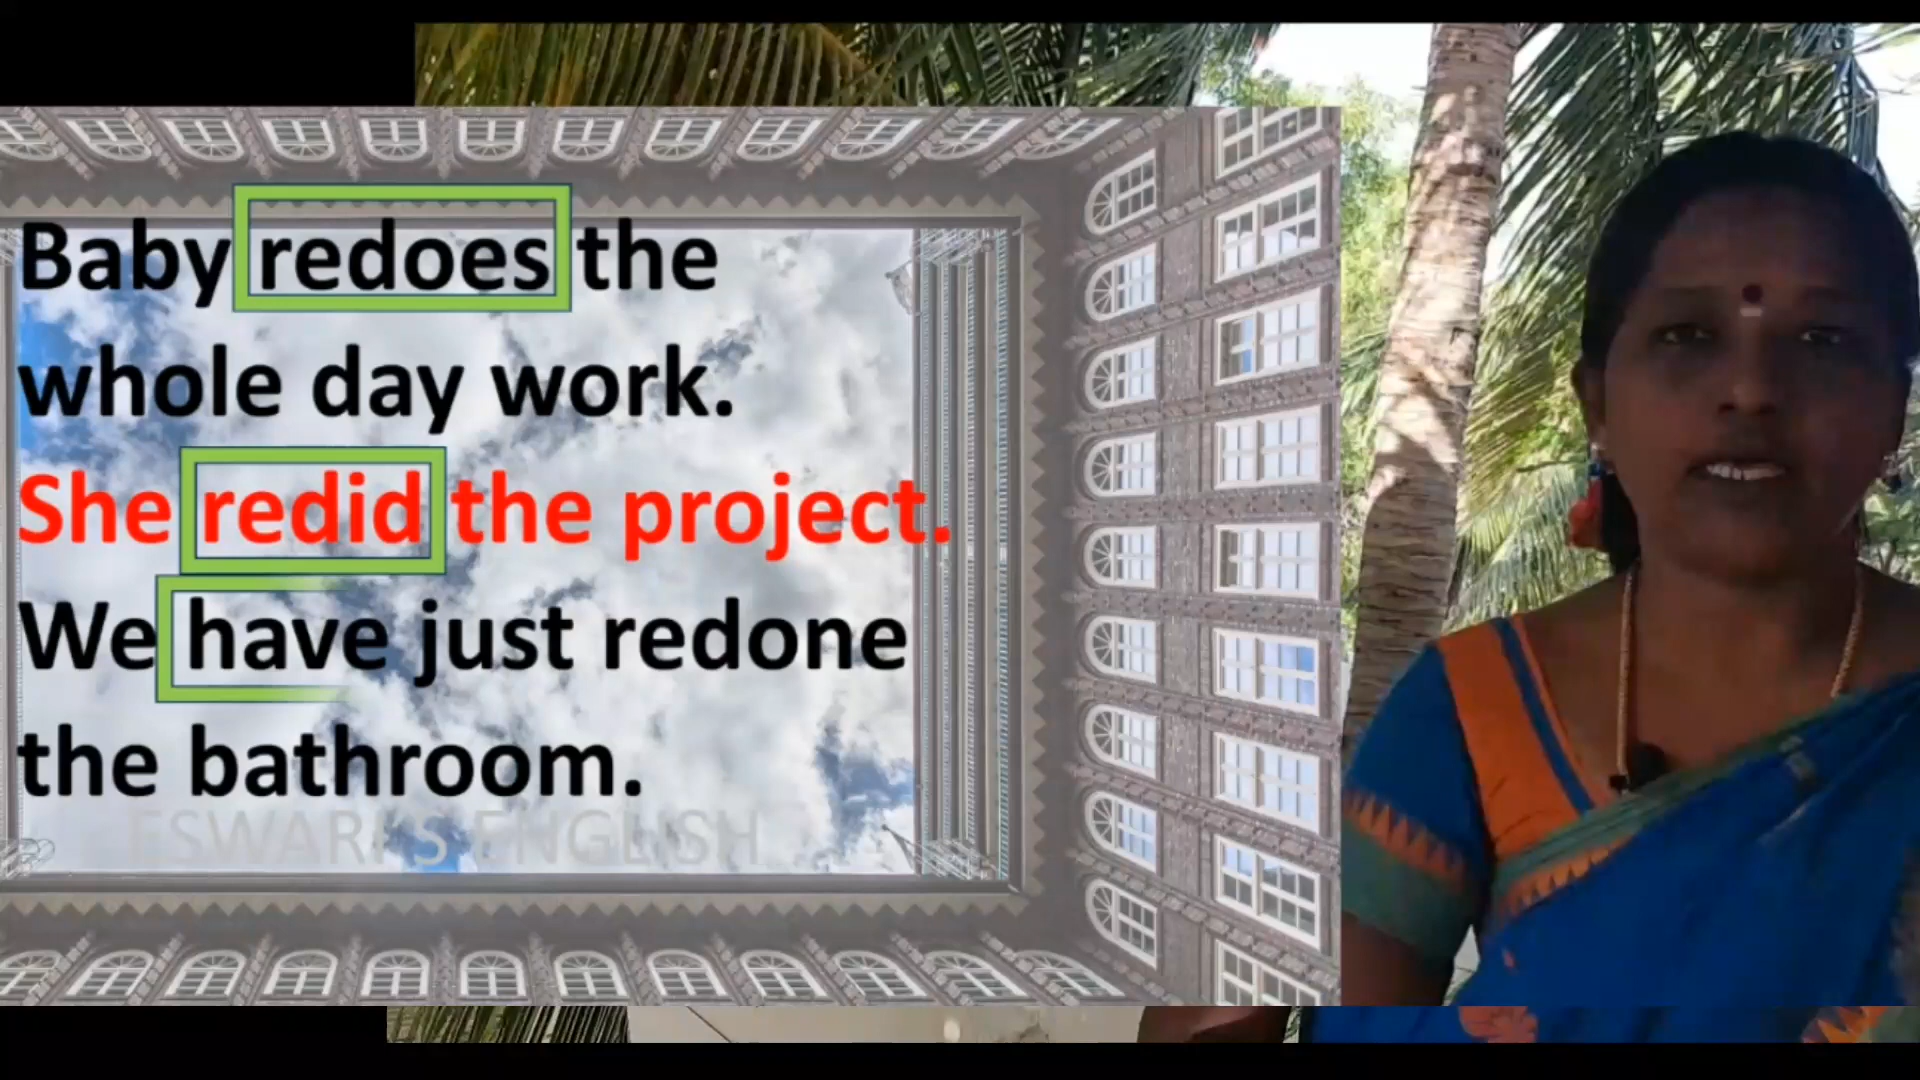 Baby redoes the
whole day work.
She redid the project.
We have just redone
the bathroom.
ESWARI'S ENGLISH